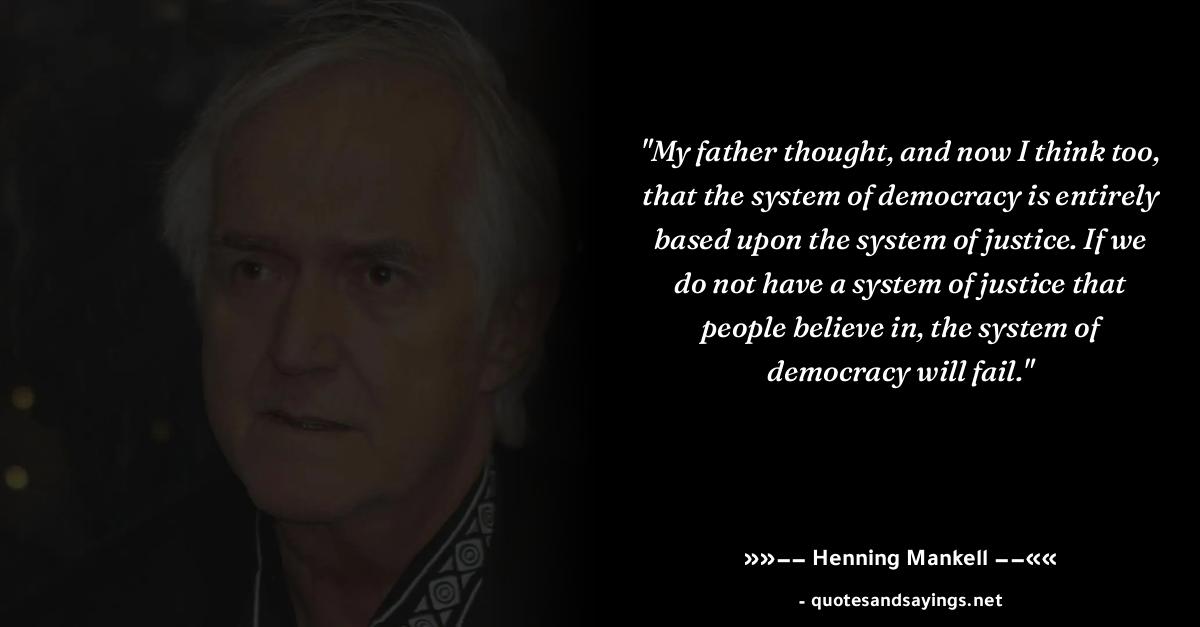 "My father thought, and now I think too,
that the system of democracy is entirely
based upon the system of justice. If we
do not have a system of justice that
people believe in, the system of
democracy will fail."
»»–– Henning Mankell ––««
- quotesandsayings.net